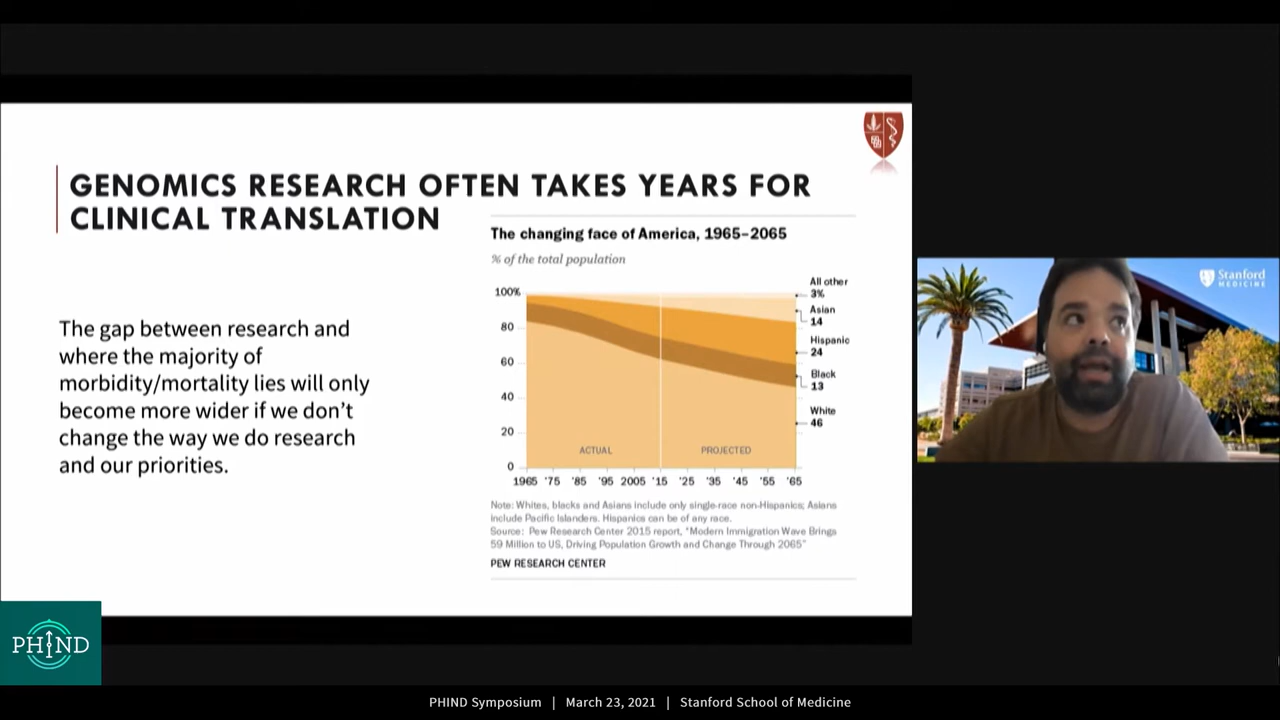 GENOMICS RESEARCH OFTEN TAKES YEARS FOR
CLINICAL TRANSLATION
The gap between research and
where the majority of
morbidity/mortality lies will only
become more wider if we don't
change the way we do research
and our priorities.
The changing face of America, 1965–2065
% of the total population
100%
80
60
40
20
0
1965 '75 '85 '95 2005 '15 '25 '35 '45 '55 '65
ACTUAL
PROJECTED
All other
3%
Asian
14
Hispanic
24
Black
13
White
46
Note: Whites, blacks and Asians include only single-race non-Hispanics; Asians
include Pacific Islanders. Hispanics can be of any race.
Source: Pew Research Center 2015 report, "Modern Immigration Wave Brings
59 Million to US, Driving Population Growth and Change Through 2065"
PEW RESEARCH CENTER
Stanford
MEDICINE
PHIND
PHIND Symposium | March 23, 2021 | Stanford School of Medicine